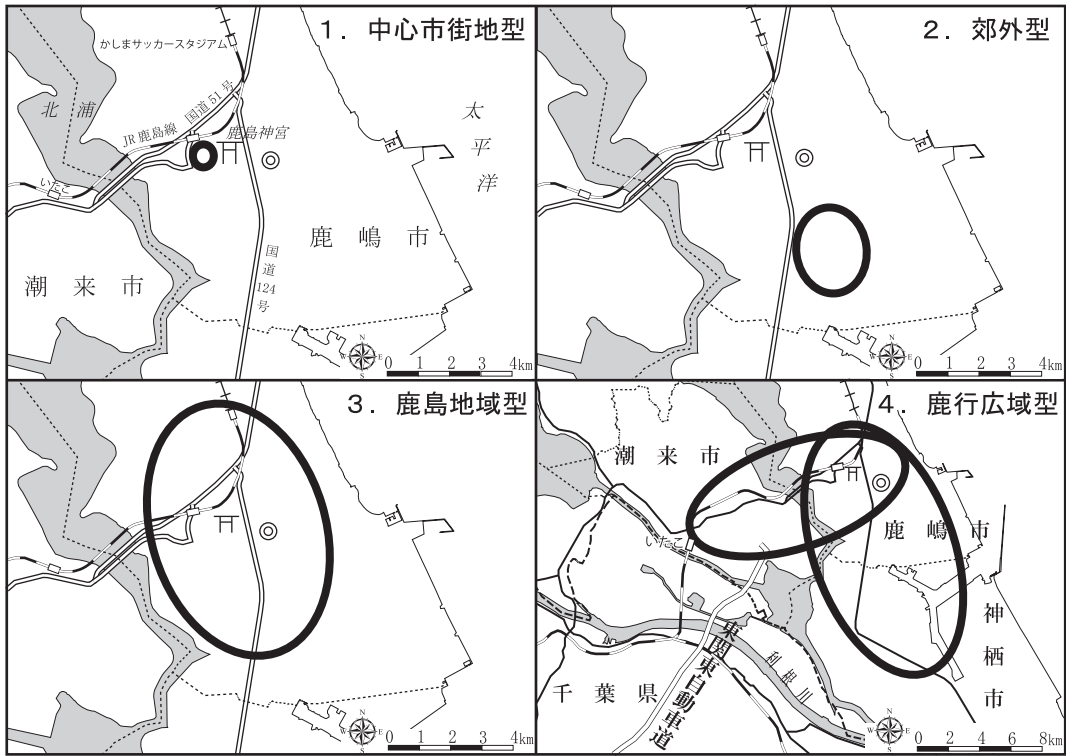 1．中心市街地型
かしまサッカースタジアム
北浦
国道51号
JR鹿島線
鹿島神宮
太平洋
いたこ
鹿嶋市
潮来市
国道124号
N
W
E
S
0 1 2 3 4km
2．郊外型
N
W
E
S
0 1 2 3 4km
3．鹿島地域型
N
W
E
S
0 1 2 3 4km
4．鹿行広域型
潮来市
いたこ
鹿嶋市
神栖市
東関東自動車道
利根川
千葉県
N
W
E
S
0 2 4 6 8km